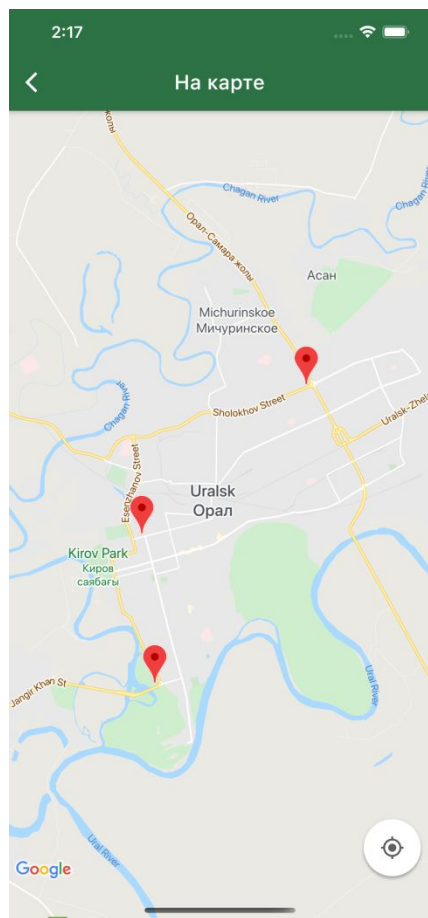 2:17
На карте
жолы
Chagan River
Chagan
Орал-Самара жолы
Асан
Michurinskoe
Мичуринское
Sholokhov Street
Uralsk-Zhel
Chagan River
Esenzhanov Street
Uralsk
Орал
Kirov Park
Киров
саябағы
Jangir Khan St
Ural River
Ural River
Google